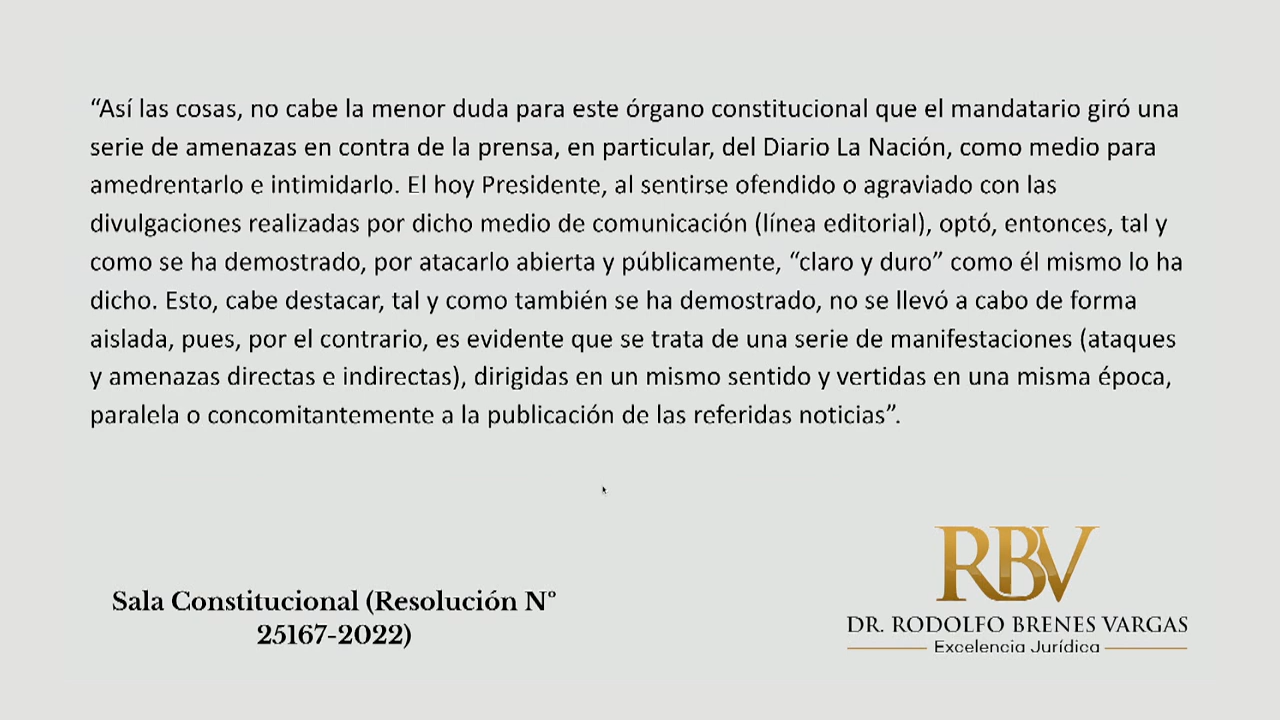 “Así las cosas, no cabe la menor duda para este órgano constitucional que el mandatario giró una
serie de amenazas en contra de la prensa, en particular, del Diario La Nación, como medio para
amedrentarlo e intimidarlo. El hoy Presidente, al sentirse ofendido o agraviado con las
divulgaciones realizadas por dicho medio de comunicación (línea editorial), optó, entonces, tal y
como se ha demostrado, por atacarlo abierta y públicamente, “claro y duro” como él mismo lo ha
dicho. Esto, cabe destacar, tal y como también se ha demostrado, no se llevó a cabo de forma
aislada, pues, por el contrario, es evidente que se trata de una serie de manifestaciones (ataques
y amenazas directas e indirectas), dirigidas en un mismo sentido y vertidas en una misma época,
paralela o concomitantemente a la publicación de las referidas noticias”.
Sala Constitucional (Resolución N°
25167-2022)
RBV
DR. RODOLFO BRENES VARGAS
Excelencia Jurídica